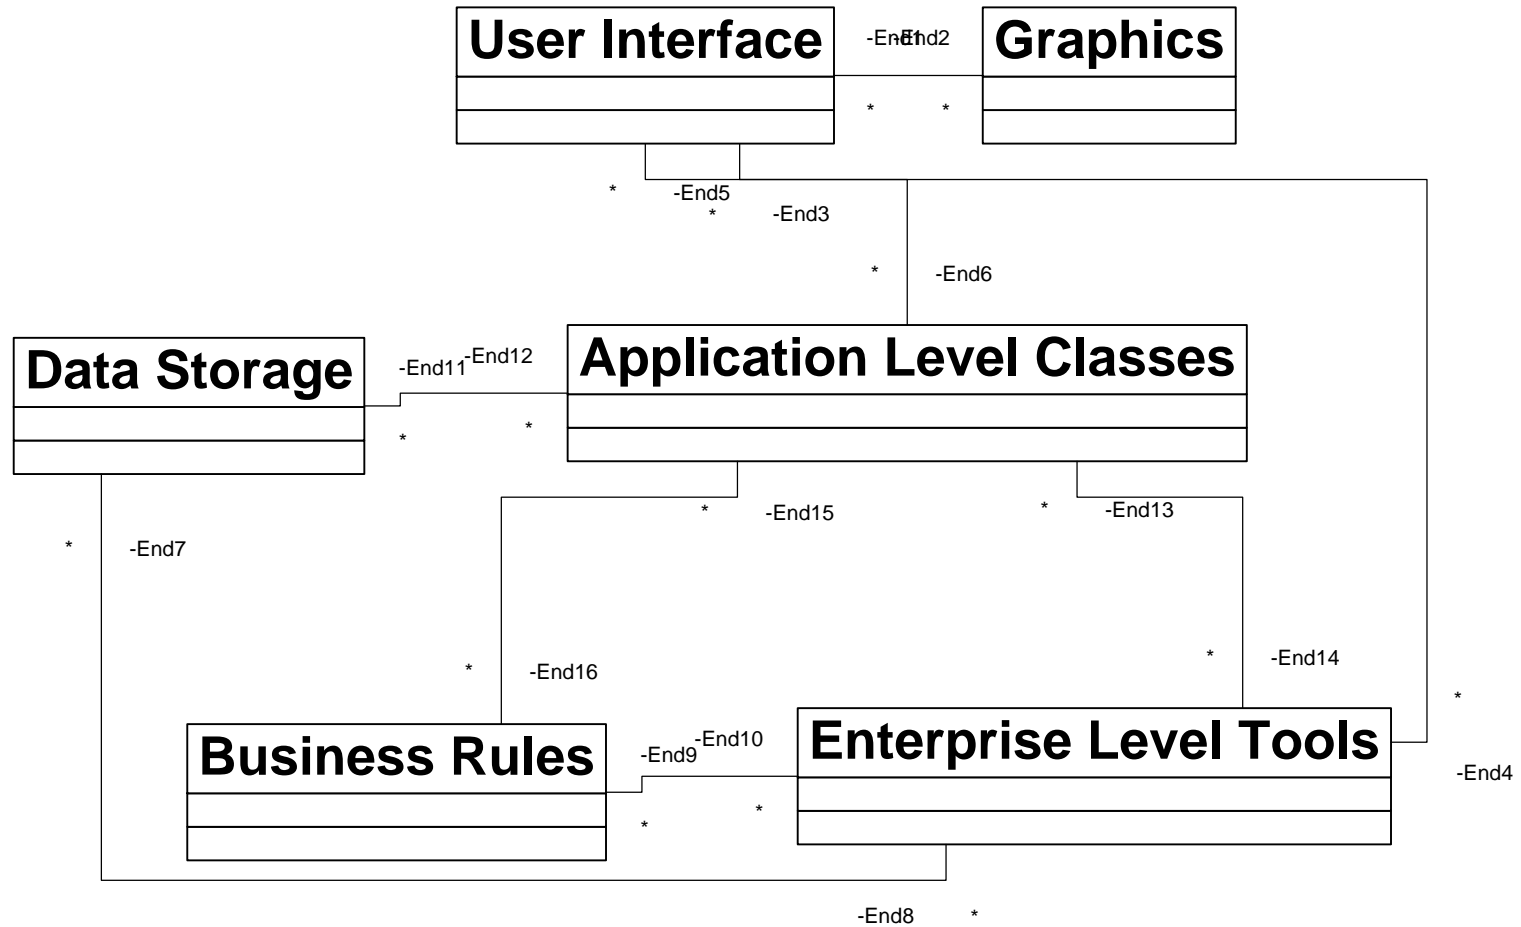 User Interface
-End1
-End2
Graphics
*
*
*
-End5
*
-End3
*
-End6
Data Storage
-End11
-End12
Application Level Classes
*
*
*
-End15
*
-End13
*
-End7
*
-End16
*
-End14
*
Business Rules
-End9
-End10
Enterprise Level Tools
-End4
*
*
-End8
*